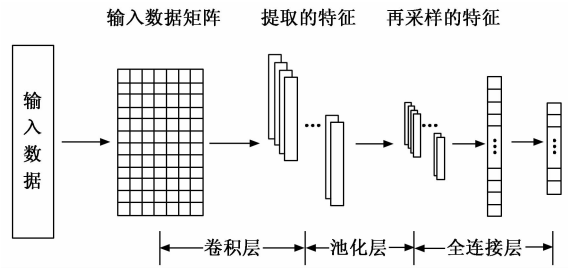 输入数据矩阵
提取的特征
再采样的特征
输入数据
卷积层
池化层
全连接层